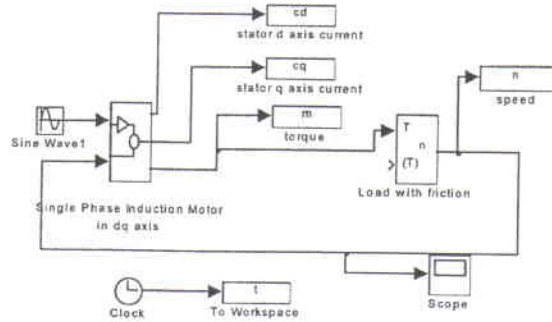 cd
stator d axis current
cq
stator q axis current
n
speed
m
torque
Sine Wave1
T
n
(T)
Load with friction
Single Phase Induction Motor
in dq axis
Scope
t
Clock
To Workspace